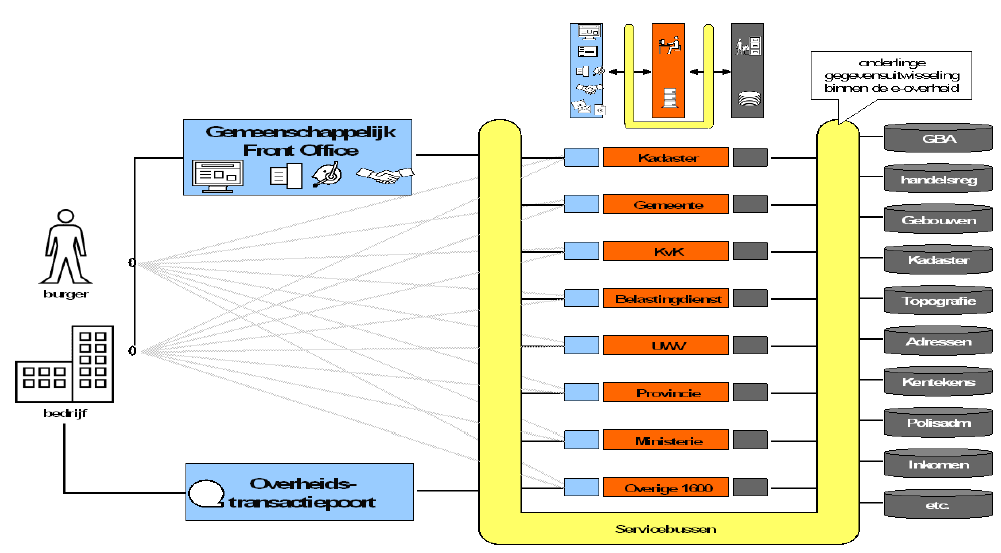 onderlinge
gegevensuitwisseling
binnen de e-overheid
Gemeenschappelijk
Front Office
burger
bedrijf
Overheids-
transactiepoort
Kadaster
Gemeente
KvK
Belastingdienst
UWV
Provincie
Ministerie
Overige 1600
Servicebussen
GBA
handelsreg
Gebouwen
Kadaster
Topografie
Adressen
Kentekens
Polisadm
Inkomen
etc.